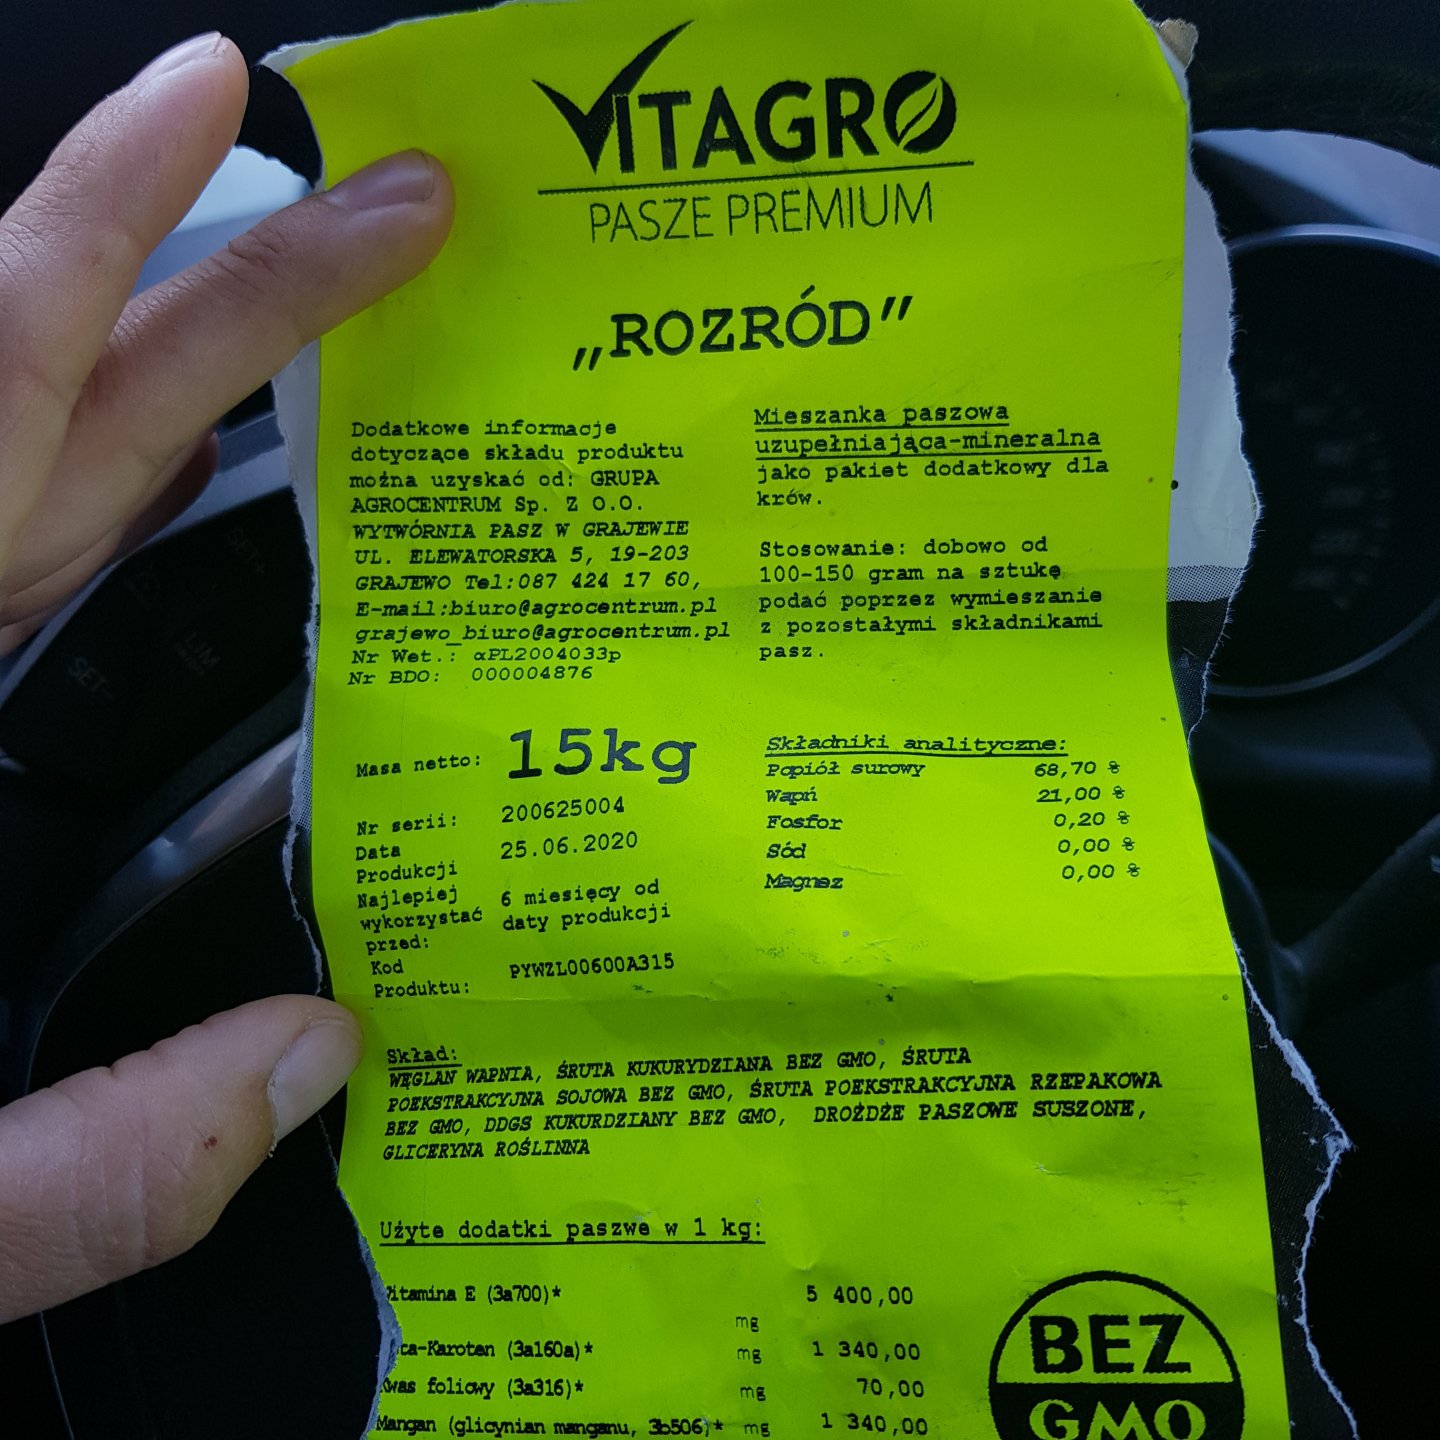 VITAGRO
PASZE PREMIUM
„ROZRÓD”
Dodatkowe informacje
dotyczące składu produktu
można uzyskać od: GRUPA
AGROCENTRUM Sp. Z O.O.
WYTWÓRNIA PASZ W GRAJEWIE
UL. ELEWATORSKA 5, 19-203
GRAJEWO Tel:087 424 17 60,
E-mail:biuro@agrocentrum.pl
grajewo_biuro@agrocentrum.pl
Nr Wet.: αPL2004033p
Nr BDO: 000004876
Mieszanka paszowa
uzupełniająca-mineralna
jako pakiet dodatkowy dla
krów.
Stosowanie: dobowo od
100-150 gram na sztukę
podać poprzez wymieszanie
z pozostałymi składnikami
pasz.
Masa netto: 15kg
Nr serii: 200625004
Data 25.06.2020
Produkcji
Najlepiej 6 miesięcy od
wykorzystać daty produkcji
przed:
Kod PYWZL00600A315
Produktu:
Składniki analityczne:
Popiół surowy 68,70 %
Wapń 21,00 %
Fosfor 0,20 %
Sód 0,00 %
Magnez 0,00 %
Skład:
WĘGLAN WAPNIA, ŚRUTA KUKURYDZIANA BEZ GMO, ŚRUTA
POEKSTRAKCYJNA SOJOWA BEZ GMO, ŚRUTA POEKSTRAKCYJNA RZEPAKOWA
BEZ GMO, DDGS KUKURDZIANY BEZ GMO, DROŻDŻE PASZOWE SUSZONE,
GLICERYNA ROŚLINNA
Użyte dodatki paszwe w 1 kg:
itamina E (3a700)* 5 400,00
mg
ta-Karoten (3a160a)* mg 1 340,00
was foliowy (3a316)* mg 70,00
Mangan (glicynian manganu, 3b506)* mg 1 340,00
BEZ
GMO
SET+
LIM
SET-